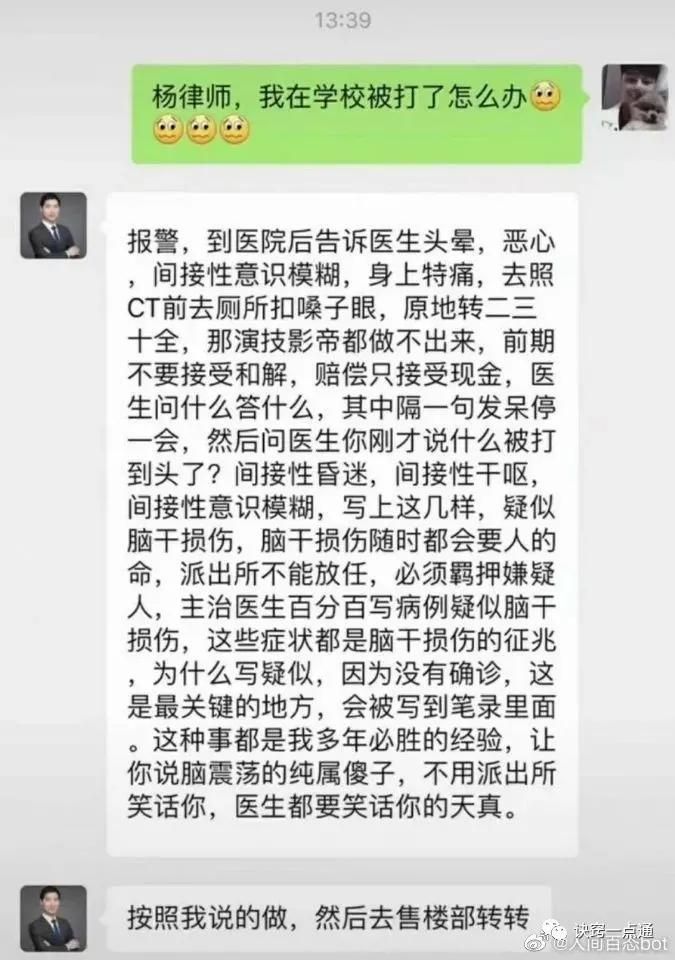 13:39
杨律师，我在学校被打了怎么办
报警，到医院后告诉医生头晕，恶心
，间接性意识模糊，身上特痛，去照
CT前去厕所扣嗓子眼，原地转二三
十全，那演技影帝都做不出来，前期
不要接受和解，赔偿只接受现金，医
生问什么答什么，其中隔一句发呆停
一会，然后问医生你刚才说什么被打
到头了？间接性昏迷，间接性干呕，
间接性意识模糊，写上这几样，疑似
脑干损伤，脑干损伤随时都会要人的
命，派出所不能放任，必须羁押嫌疑
人，主治医生百分百写病例疑似脑干
损伤，这些症状都是脑干损伤的征兆
，为什么写疑似，因为没有确诊，这
是最关键的地方，会被写到笔录里面
。这种事都是我多年必胜的经验，让
你说脑震荡的纯属傻子，不用派出所
笑话你，医生都要笑话你的天真。
按照我说的做，然后去售楼部转转
诀窍一点通
@人间百态bot